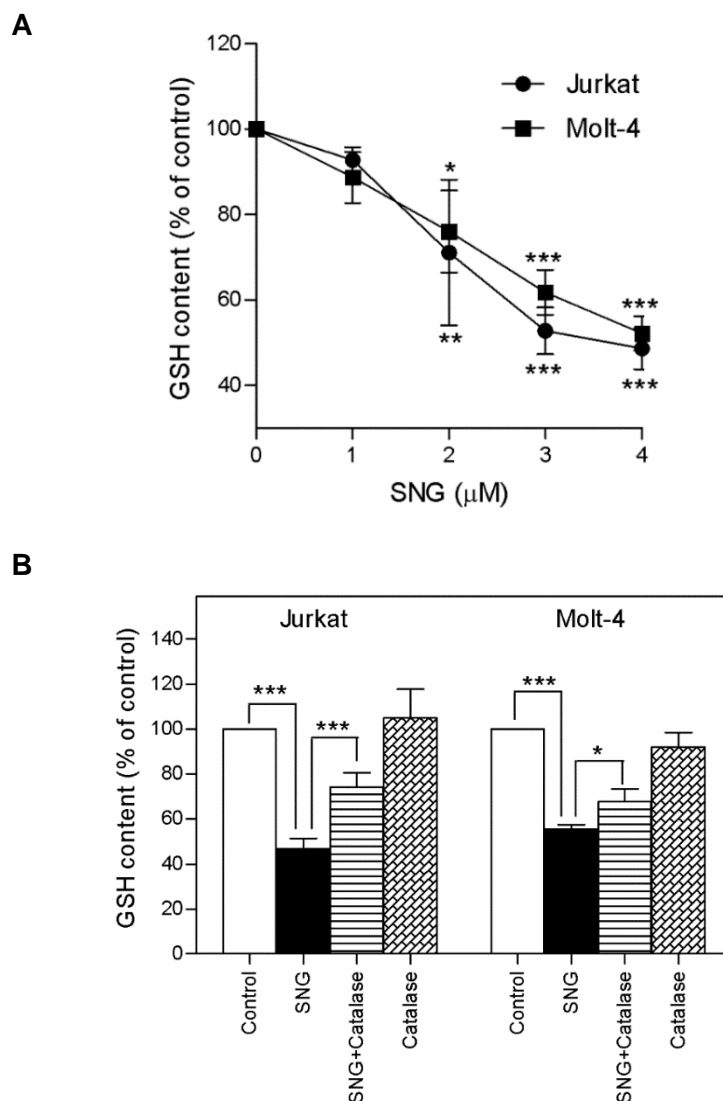 A
120
100
80
60
40
GSH content (% of control)
Jurkat
Molt-4
*
**
***
***
***
***
0 1 2 3 4
SNG (μM)
B
Jurkat Molt-4
140
120
100
80
60
40
20
0
GSH content (% of control)
*** *** *** *
Control SNG SNG+Catalase Catalase Control SNG SNG+Catalase Catalase